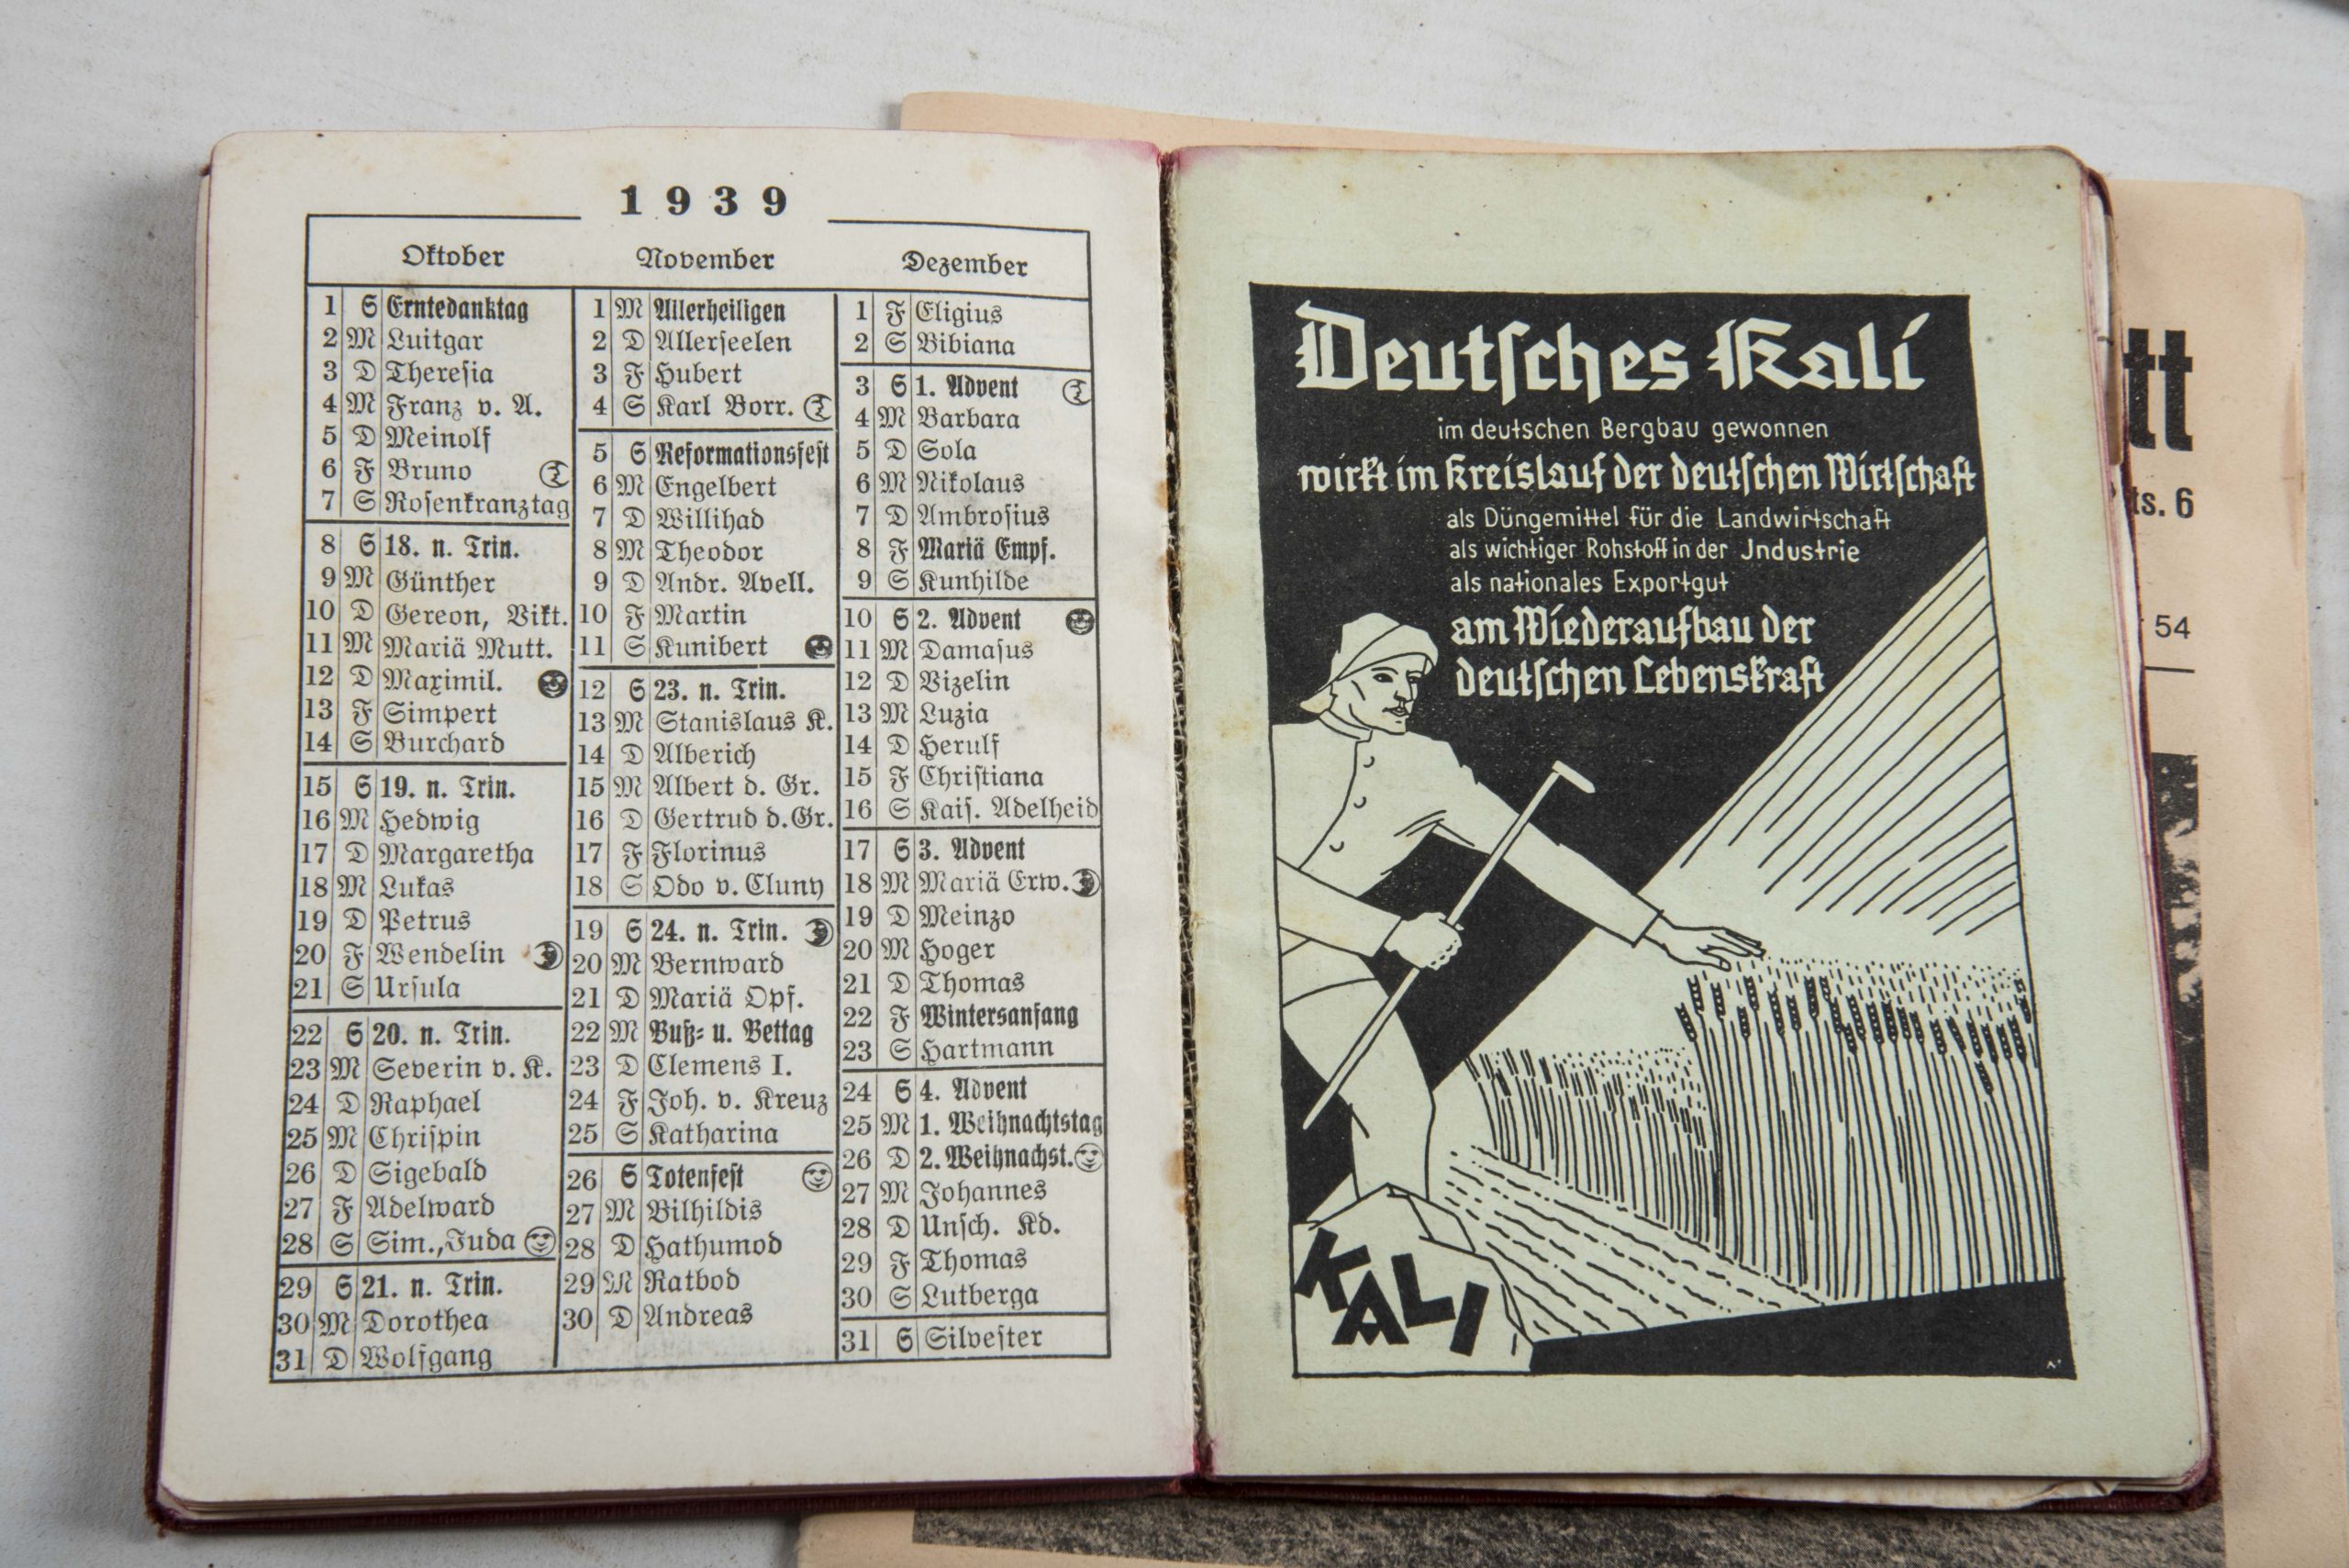 1939
Oktober
1 S Erntedanktag
2 M Luitgar
3 D Theresia
4 M Franz v. A.
5 D Meinolf
6 F Bruno
7 S Rosenkranztag
8 S 18. n. Trin.
9 M Günther
10 D Gereon, Vikt.
11 M Mariä Mutt.
12 D Maximil.
13 F Simpert
14 S Burchard
15 S 19. n. Trin.
16 M Hedwig
17 D Margaretha
18 M Lukas
19 D Petrus
20 F Wendelin
21 S Ursula
22 S 20. n. Trin.
23 M Severin v. K.
24 D Raphael
25 M Chrispin
26 D Sigebald
27 F Adelward
28 S Sim., Juda
29 S 21. n. Trin.
30 M Dorothea
31 D Wolfgang
November
1 M Allerheiligen
2 D Allerseelen
3 F Hubert
4 S Karl Borr.
5 S Reformationsfest
6 M Engelbert
7 D Willihad
8 M Theodor
9 D Andr. Avell.
10 F Martin
11 S Kunibert
12 S 23. n. Trin.
13 M Stanislaus K.
14 D Alberich
15 M Albert d. Gr.
16 D Gertrud d. Gr.
17 F Florinus
18 S Odo v. Cluny
19 S 24. n. Trin.
20 M Bernward
21 D Mariä Opf.
22 M Buß- u. Bettag
23 D Clemens I.
24 F Joh. v. Kreuz
25 S Katharina
26 S Totenfest
27 M Bilhildis
28 D Hathumod
29 M Ratbod
30 D Andreas
Dezember
1 F Eligius
2 S Bibiana
3 S 1. Advent
4 M Barbara
5 D Sola
6 M Nikolaus
7 D Ambrosius
8 F Mariä Empf.
9 S Kunhilde
10 S 2. Advent
11 M Damasus
12 D Vizelin
13 M Luzia
14 D Herulf
15 F Christiana
16 S Kais. Adelheid
17 S 3. Advent
18 M Mariä Erw.
19 D Meinzo
20 M Hoger
21 D Thomas
22 F Wintersanfang
23 S Hartmann
24 S 4. Advent
25 M 1. Weihnachtstag
26 D 2. Weihnachst.
27 M Johannes
28 D Unsch. Kd.
29 F Thomas
30 S Lutberga
31 S Silvester
Deutsches Kali
im deutschen Bergbau gewonnen
wirkt im Kreislauf der deutschen Wirtschaft
als Düngemittel für die Landwirtschaft
als wichtiger Rohstoff in der Jndustrie
als nationales Exportgut
am Wiederaufbau der
deutschen Lebenskraft
KALI
tt
ts. 6
54